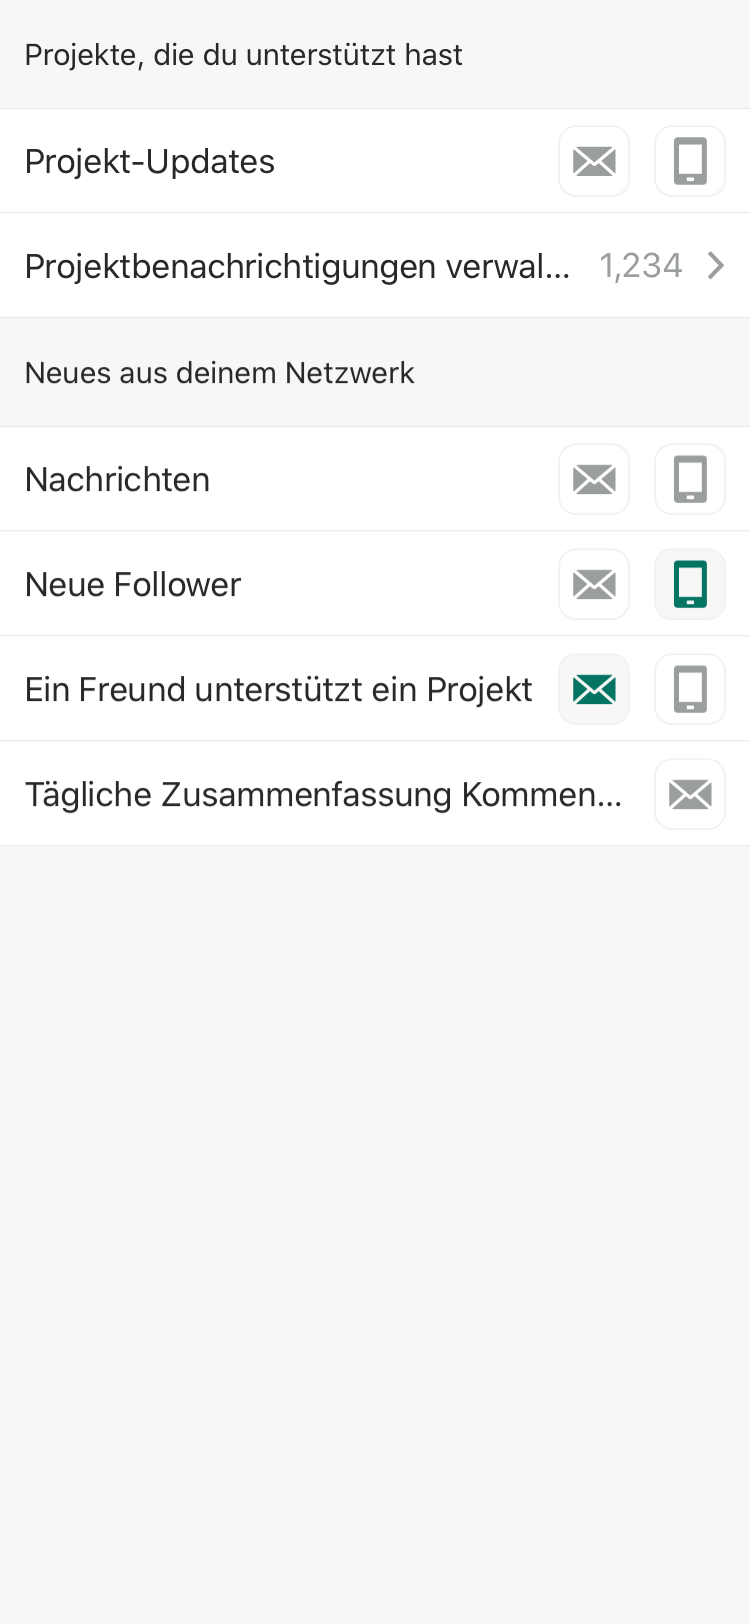 Projekte, die du unterstützt hast
Projekt-Updates
Projektbenachrichtigungen verwal... 1,234
Neues aus deinem Netzwerk
Nachrichten
Neue Follower
Ein Freund unterstützt ein Projekt
Tägliche Zusammenfassung Kommen...